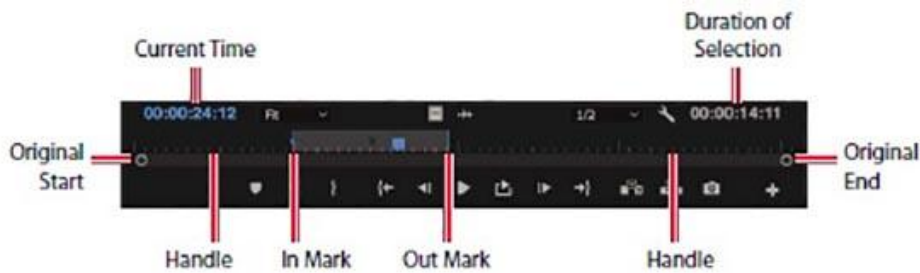 Current Time
Duration of
Selection
00:00:24:12
Fit
1/2
00:00:14:11
Original
Start
Original
End
Handle
In Mark
Out Mark
Handle